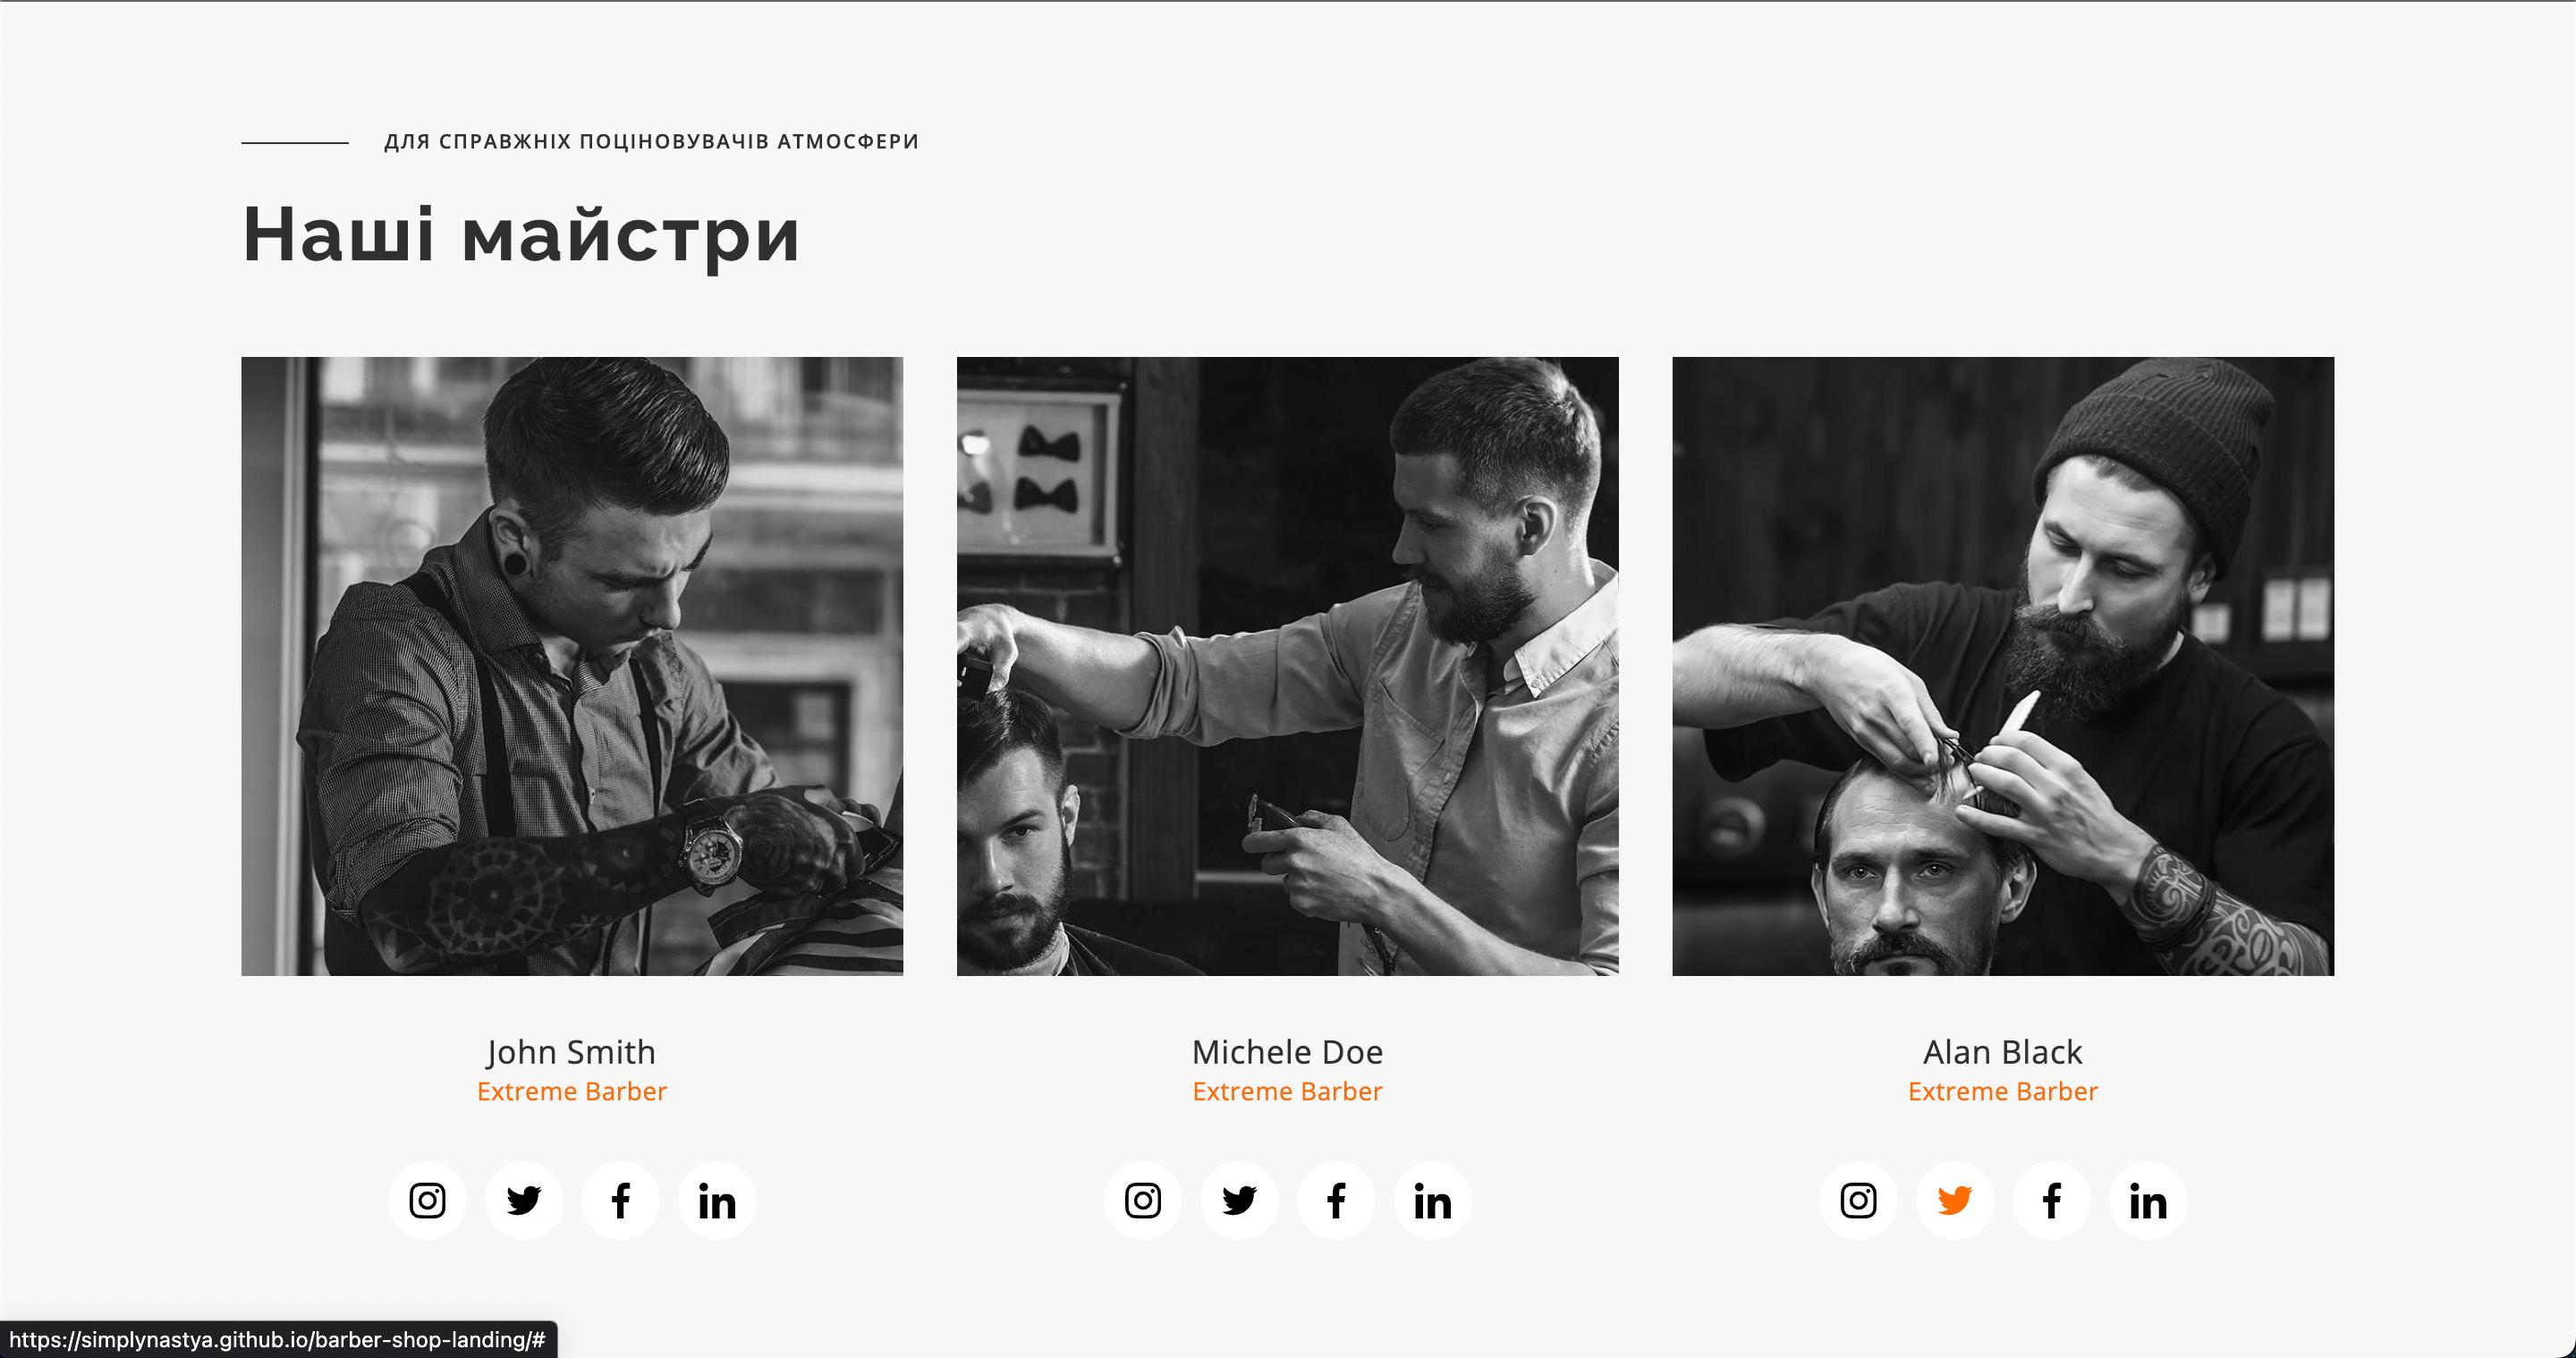 ДЛЯ СПРАВЖНІХ ПОЦІНОВУВАЧІВ АТМОСФЕРИ
Наші майстри
John Smith
Extreme Barber
Michele Doe
Extreme Barber
Alan Black
Extreme Barber
https://simplynastya.github.io/barber-shop-landing/#